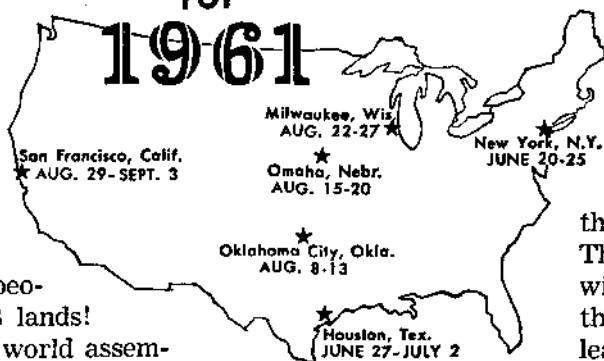 FOR
1961
Milwaukee, Wis.
AUG. 22-27
New York, N.Y.
JUNE 20-25
San Francisco, Calif.
AUG. 29-SEPT. 3
Omaha, Nebr.
AUG. 15-20
Oklahoma City, Okla.
AUG. 8-13
Houston, Tex.
JUNE 27-JULY 2
peo-
lands!
world assem-
th
Th
wi
th
lea